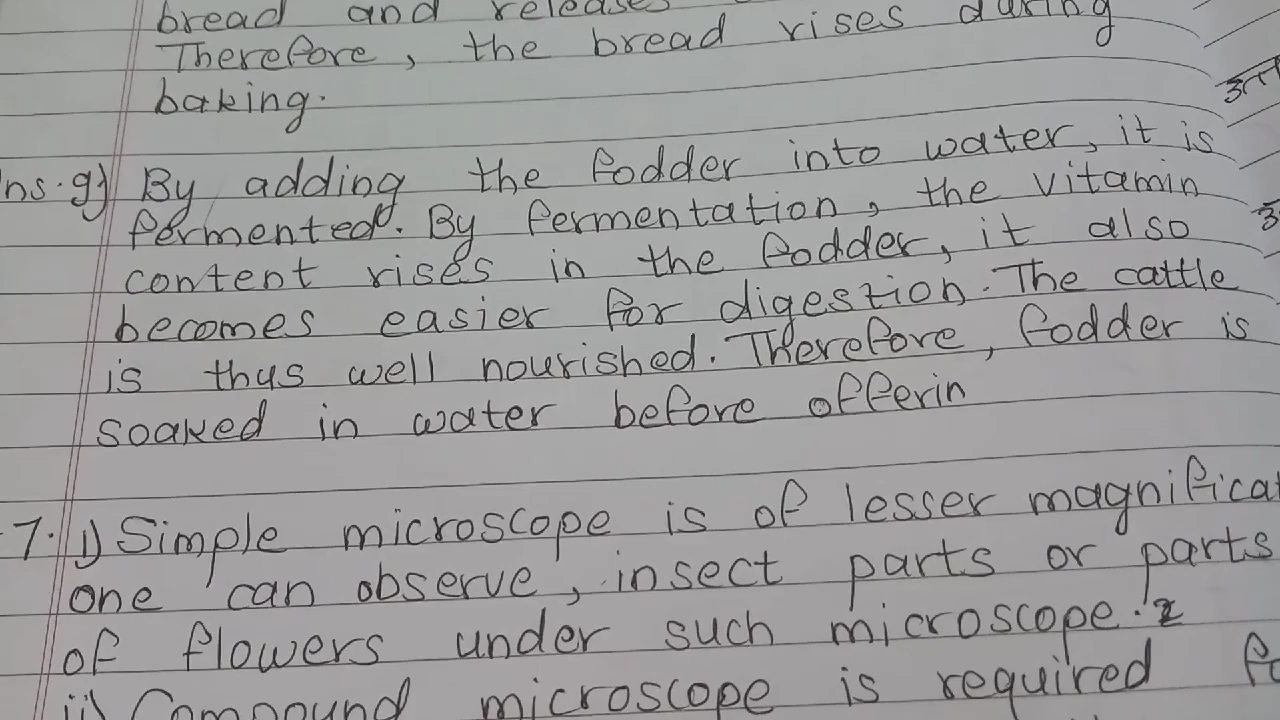 bread and releases
Therefore, the bread rises during
baking.
ns. g) By adding the fodder into water, it is
fermented. By fermentation, the vitamin
content rises in the fodder, it also
becomes easier for digestion. The cattle
is thus well nourished. Therefore, fodder is
soaked in water before offerin
7. i) Simple microscope is of lesser magnifica
one can observe, insect parts or parts
of flowers under such microscope.
ii) Compound microscope is required fo